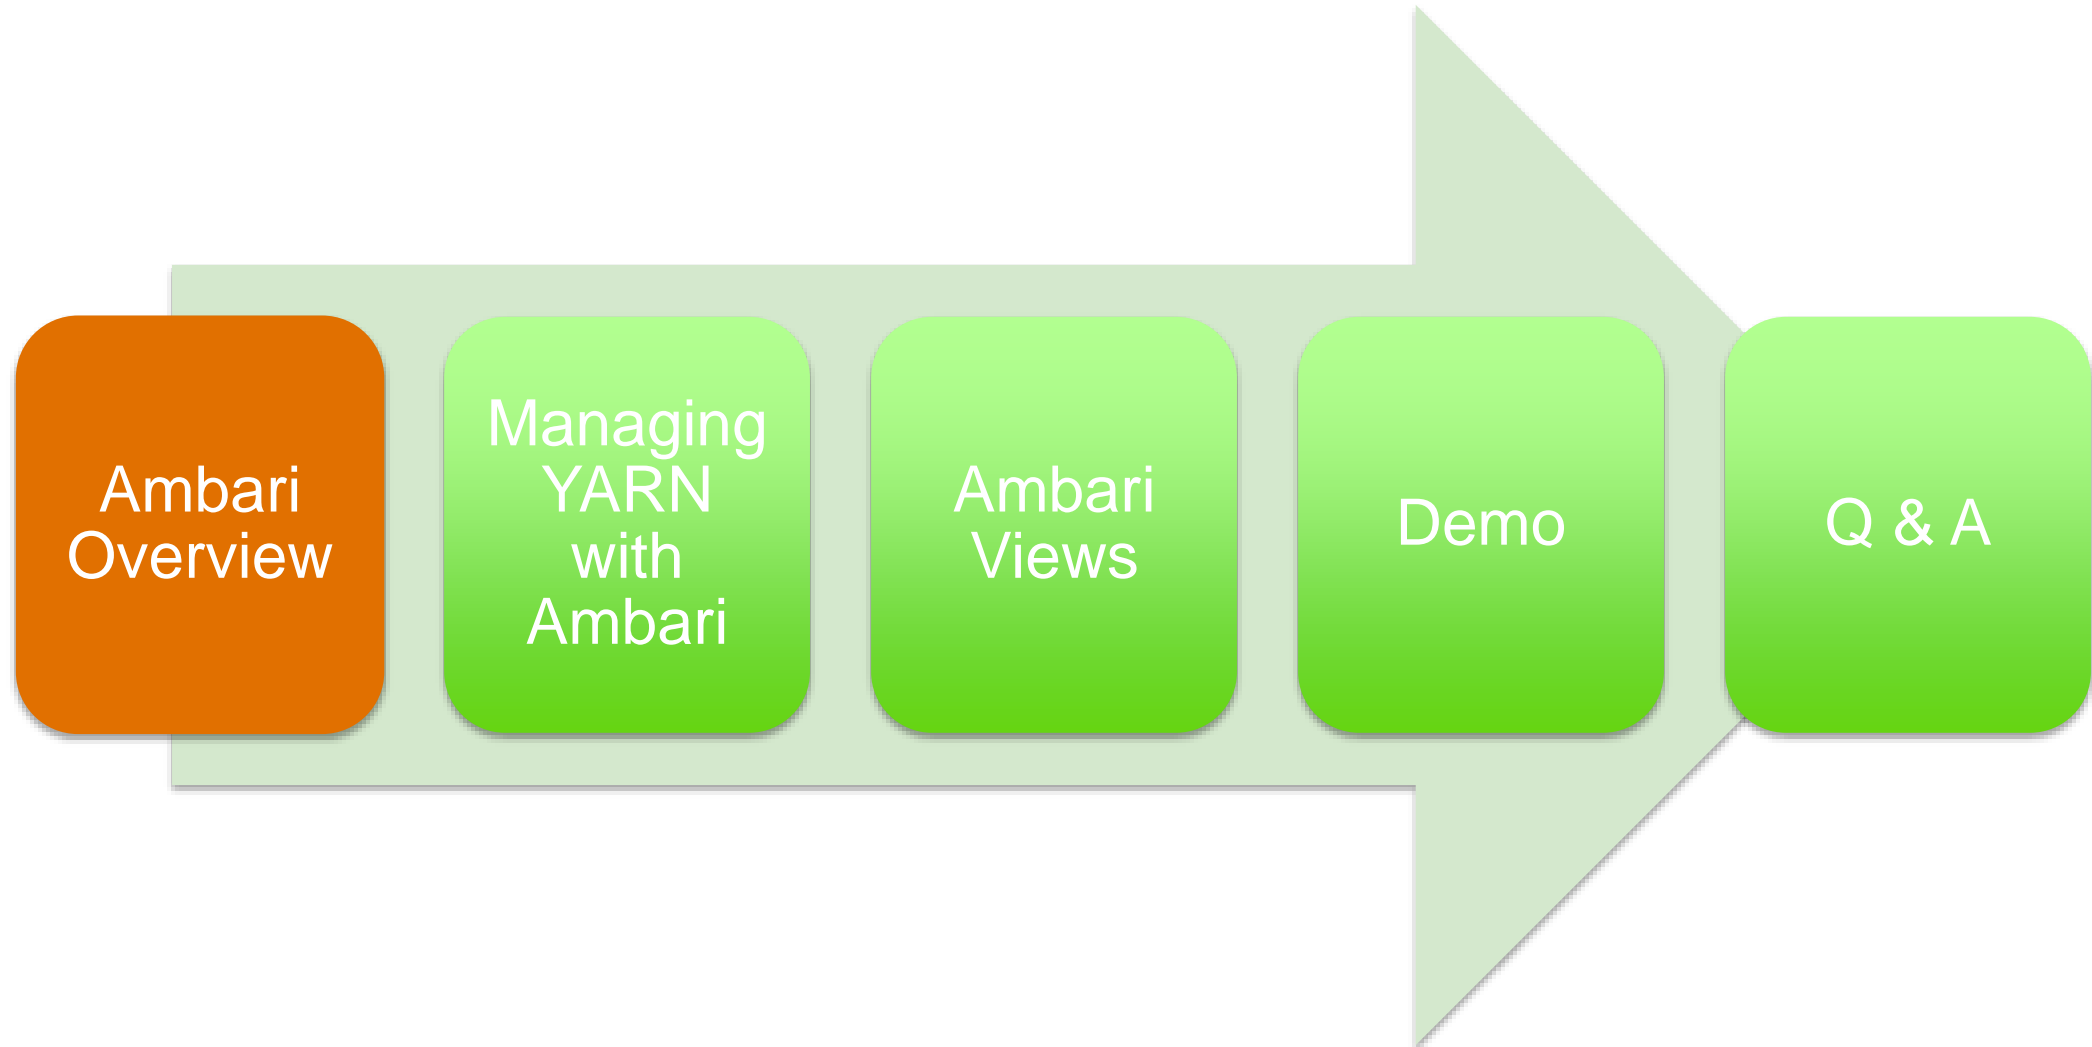 Ambari
Overview
Managing
YARN
with
Ambari
Ambari
Views
Demo
Q & A